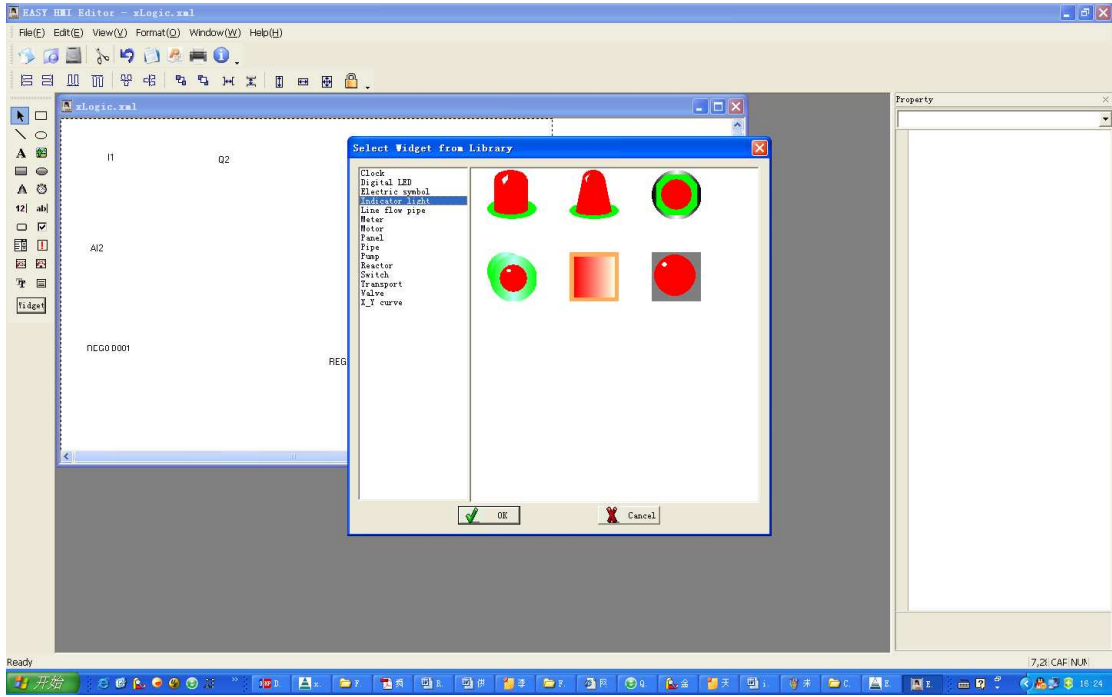 EASY HMI Editor - xLogic.xml
File(F) Edit(E) View(V) Format(O) Window(W) Help(H)
xLogic.xml
Property
I1
Q2
AI2
REG
Select Widget from Library
Clock
Digital LED
Electric symbol
Indicator light
Line flow pipe
Meter
Motor
Panel
Pipe
Pump
Reactor
Switch
Transport
Valve
X_Y curve
OK
Cancel
A
12| ab|
Widget
Ready
CAP NUM
开始
16:24